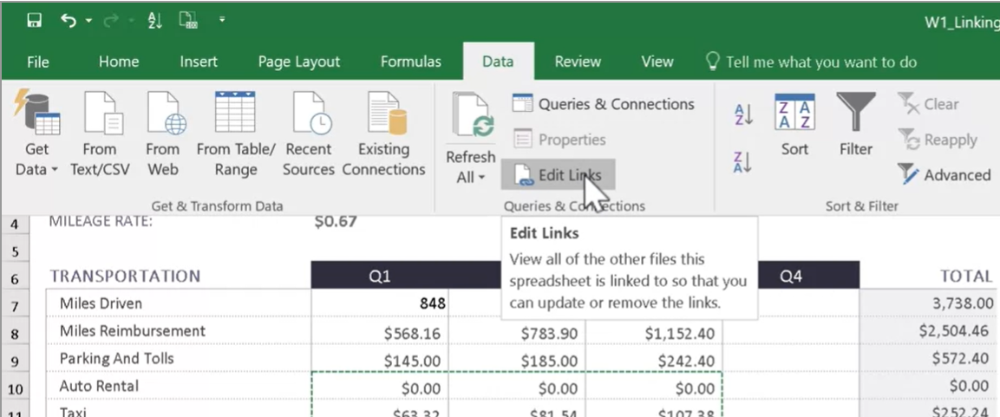 W1_Linking
File Home Insert Page Layout Formulas Data Review View Tell me what you want to do
Get Data
From Text/CSV
From Web
From Table/ Range
Recent Sources
Existing Connections
Get & Transform Data
Refresh All
Queries & Connections
Properties
Edit Links
Queries & Connections
Sort
Filter
Clear
Reapply
Advanced
Sort & Filter
Edit Links
View all of the other files this
spreadsheet is linked to so that you
can update or remove the links.
4 MILEAGE RATE: $0.67
5
6 TRANSPORTATION Q1 Q4 TOTAL
7 Miles Driven 848 3,738.00
8 Miles Reimbursement $568.16 $783.90 $1,152.40 $2,504.46
9 Parking And Tolls $145.00 $185.00 $242.40 $572.40
10 Auto Rental $0.00 $0.00 $0.00 $0.00
11 Taxi $63.32 $81.54 $107.38 $252.24